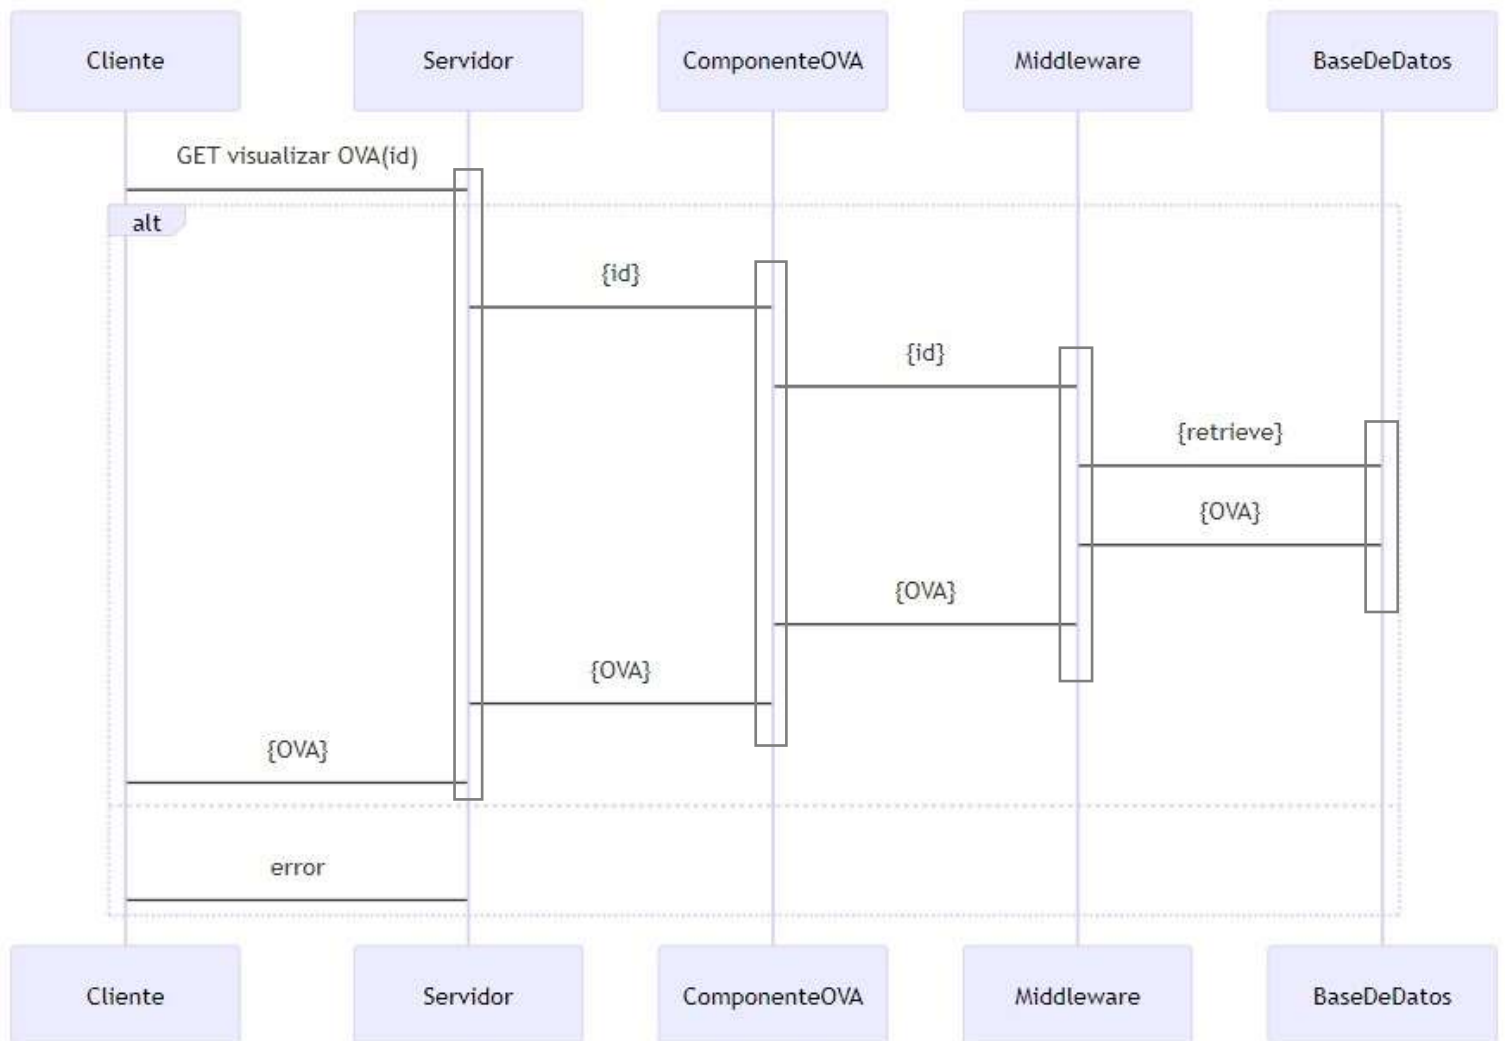 Cliente
Servidor
ComponenteOVA
Middleware
BaseDeDatos
GET visualizar OVA(id)
alt
{id}
{id}
{retrieve}
{OVA}
{OVA}
{OVA}
{OVA}
error
Cliente
Servidor
ComponenteOVA
Middleware
BaseDeDatos